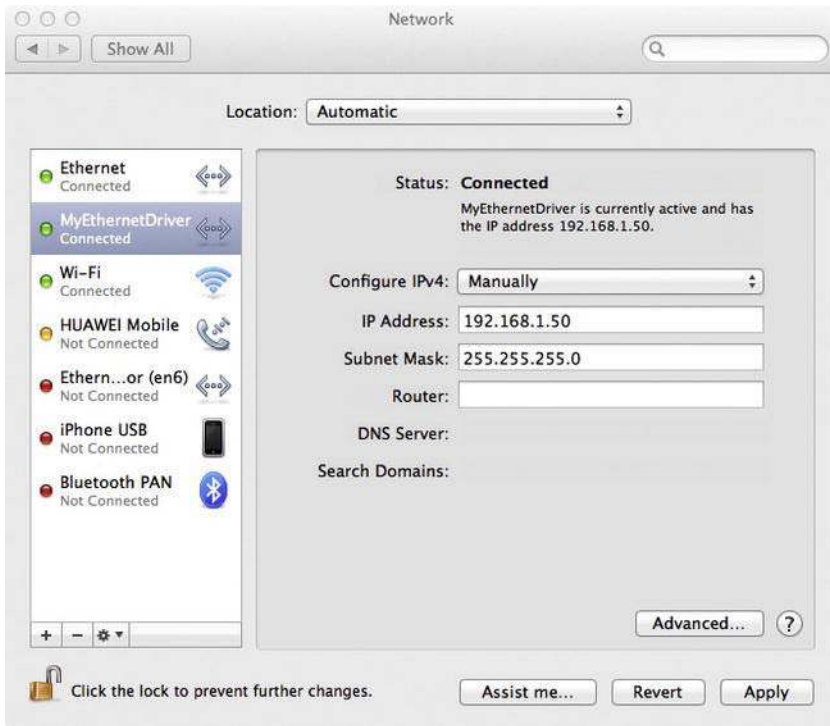 Network
Show All
Location: Automatic
Ethernet
Connected
MyEthernetDriver
Connected
Wi-Fi
Connected
HUAWEI Mobile
Not Connected
Ethern...or (en6)
Not Connected
iPhone USB
Not Connected
Bluetooth PAN
Not Connected
Status: Connected
MyEthernetDriver is currently active and has
the IP address 192.168.1.50.
Configure IPv4: Manually
IP Address: 192.168.1.50
Subnet Mask: 255.255.255.0
Router:
DNS Server:
Search Domains:
Advanced... ?
+ −
Click the lock to prevent further changes.
Assist me... Revert Apply